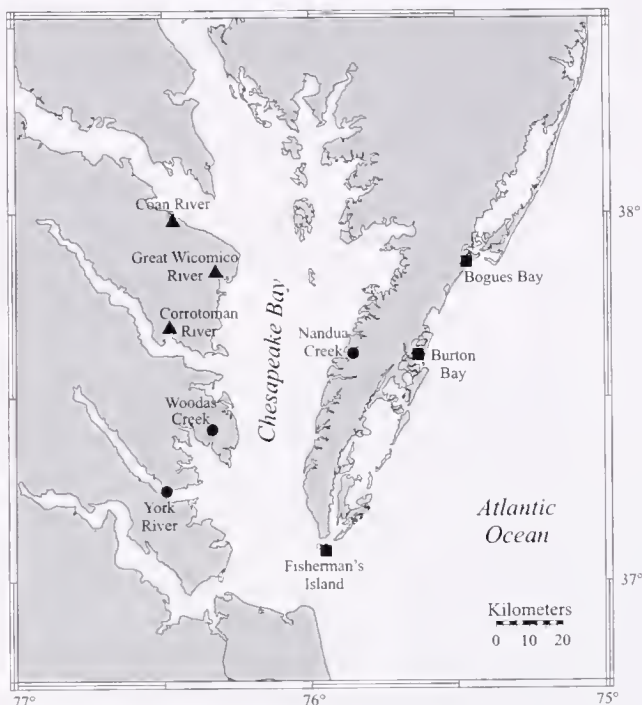 38°
Coan River
Great Wicomico
River
Bogues Bay
Corrotoman
River
Nandua
Creek
Burton
Bay
Chesapeake Bay
Woodas
Creek
York
River
Atlantic
Ocean
Fisherman's
Island
37°
Kilometers
0 10 20
77° 76° 75°